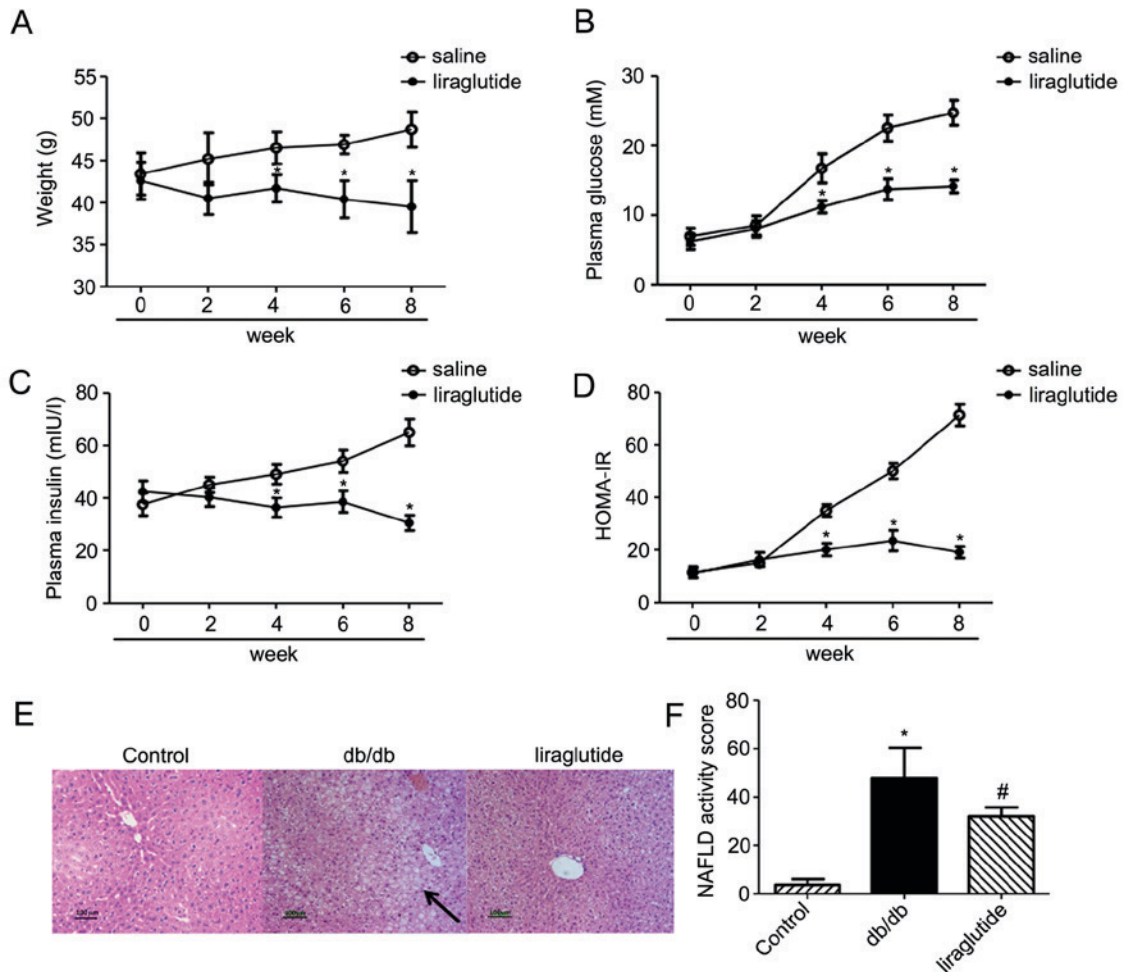 A
saline
liraglutide
Weight (g)
55
50
45
40
35
30
*
*
*
0 2 4 6 8
week
B
saline
liraglutide
Plasma glucose (mM)
30
20
10
0
*
*
*
0 2 4 6 8
week
C
saline
liraglutide
Plasma insulin (mIU/l)
80
60
40
20
0
*
*
*
0 2 4 6 8
week
D
saline
liraglutide
HOMA-IR
80
60
40
20
0
*
*
*
0 2 4 6 8
week
E
Control db/db liraglutide
100 μm
100μm
100μm
F
NAFLD activity score
80
60
40
20
0
*
#
Control
db/db
liraglutide